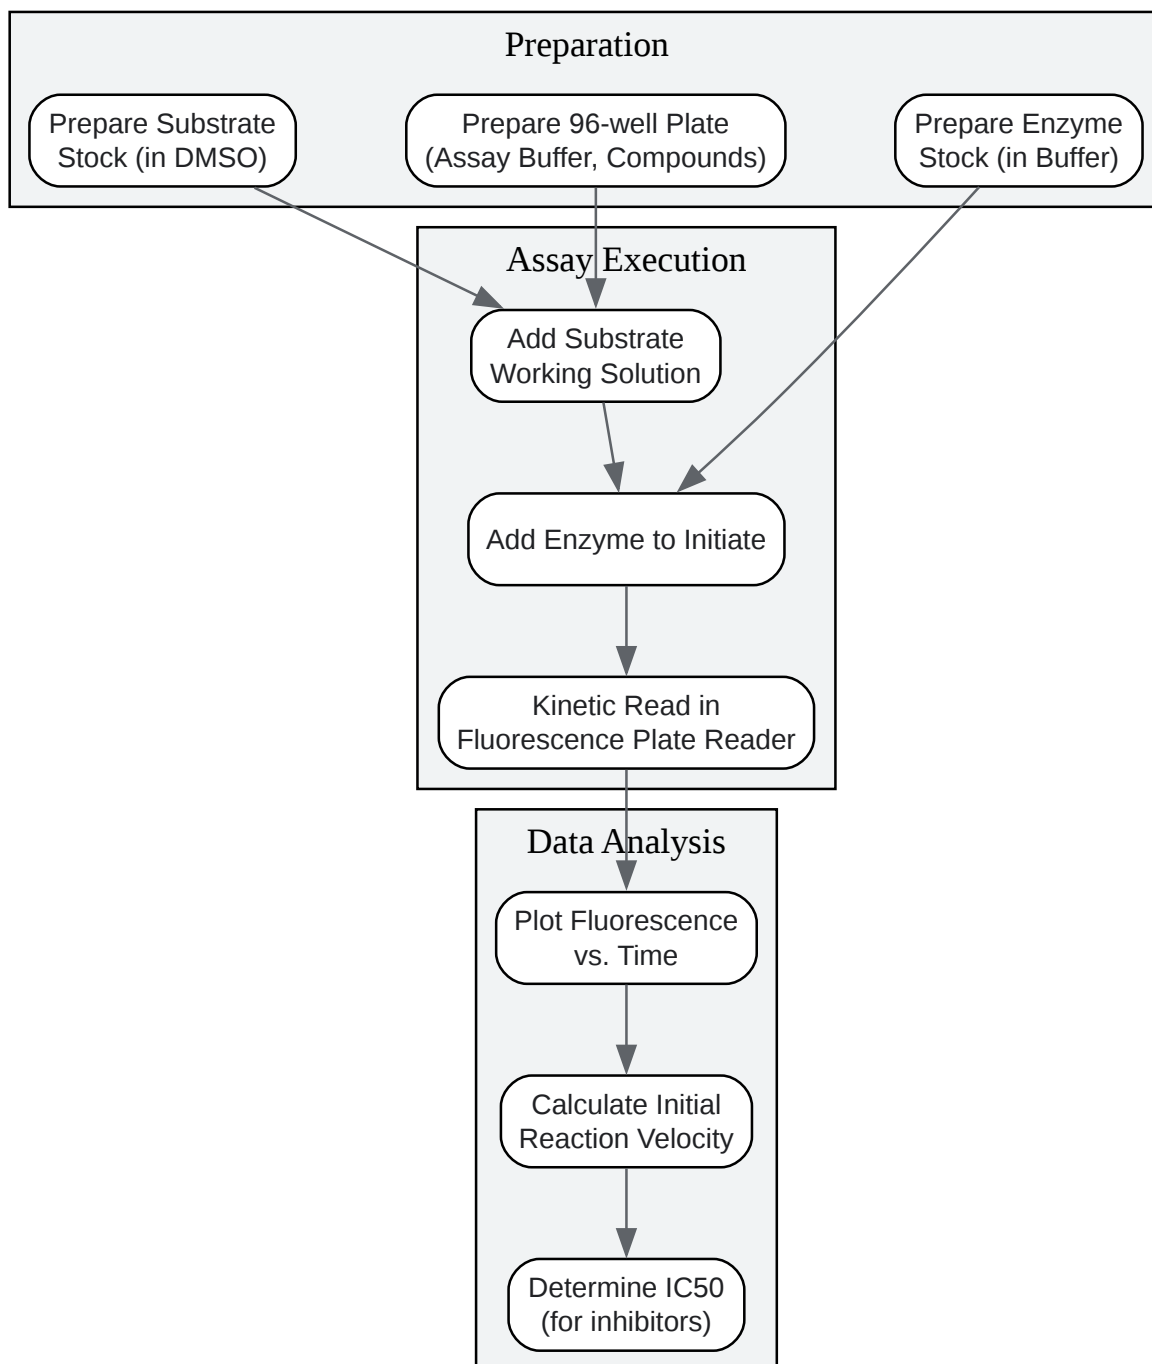 Preparation
Prepare Substrate
Stock (in DMSO)
Prepare 96-well Plate
(Assay Buffer, Compounds)
Prepare Enzyme
Stock (in Buffer)
Assay Execution
Add Substrate
Working Solution
Add Enzyme to Initiate
Kinetic Read in
Fluorescence Plate Reader
Data Analysis
Plot Fluorescence
vs. Time
Calculate Initial
Reaction Velocity
Determine IC50
(for inhibitors)